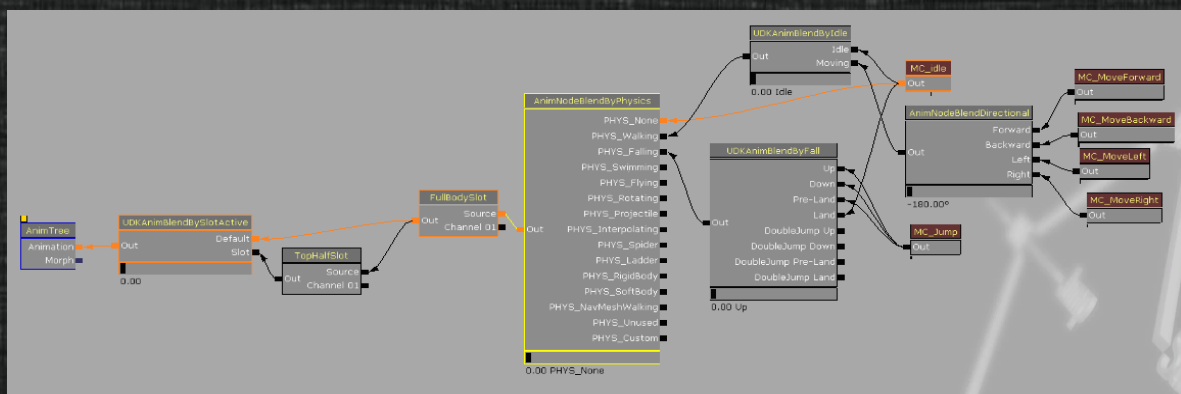 AnimTree
Animation
Morph
UDKAnimBlendBySlotActive
Out
Default
Slot
0.00
TopHalfSlot
Out
Source
Channel 01
FullBodySlot
Out
Source
Channel 01
AnimNodeBlendByPhysics
Out
PHYS_None
PHYS_Walking
PHYS_Falling
PHYS_Swimming
PHYS_Flying
PHYS_Rotating
PHYS_Projectile
PHYS_Interpolating
PHYS_Spider
PHYS_Ladder
PHYS_RigidBody
PHYS_SoftBody
PHYS_NavMeshWalking
PHYS_Unused
PHYS_Custom
0.00 PHYS_None
UDKAnimBlendByIdle
Out
Idle
Moving
0.00 Idle
UDKAnimBlendByFall
Out
Up
Down
Pre-Land
Land
DoubleJump Up
DoubleJump Down
DoubleJump Pre-Land
DoubleJump Land
0.00 Up
MC_idle
Out
AnimNodeBlendDirectional
Out
Forward
Backward
Left
Right
-180.00°
MC_Jump
Out
MC_MoveForward
Out
MC_MoveBackward
Out
MC_MoveLeft
Out
MC_MoveRight
Out